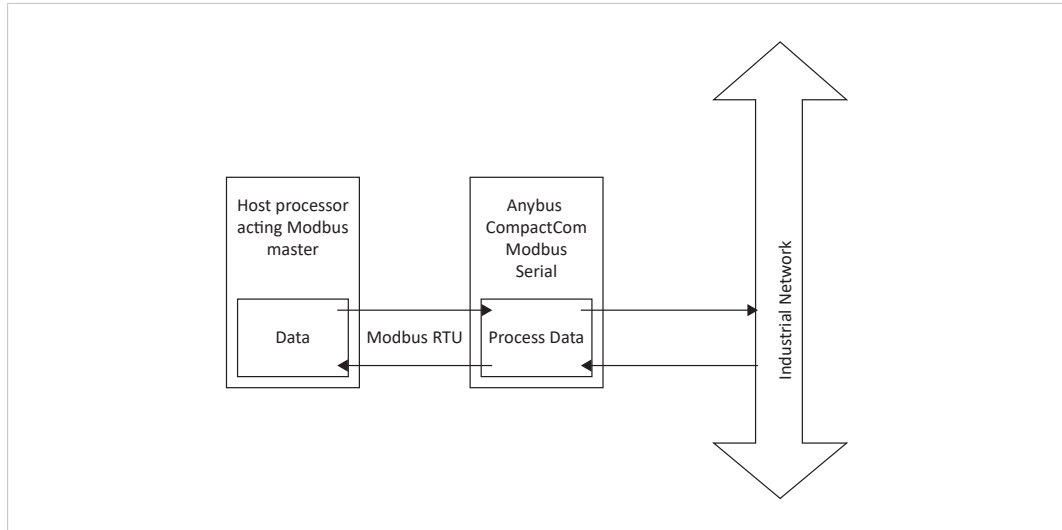 Host processor
acting Modbus
master
Data
Modbus RTU
Anybus
CompactCom
Modbus
Serial
Process Data
Industrial Network